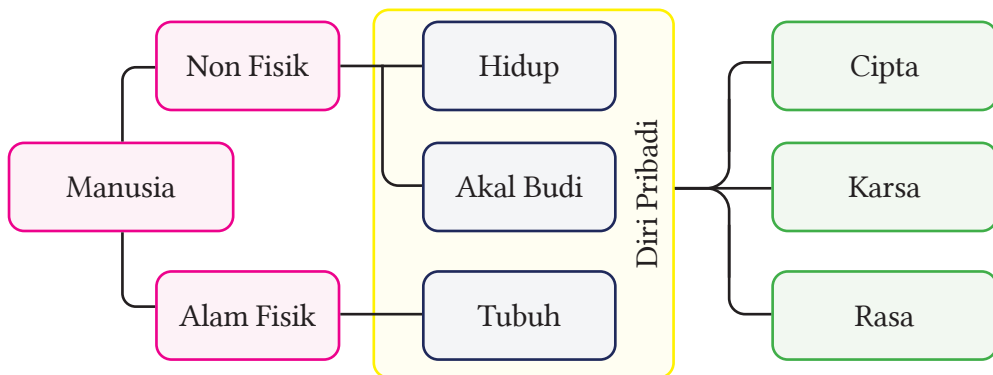 Manusia
Non Fisik
Alam Fisik
Hidup
Akal Budi
Tubuh
Diri Pribadi
Cipta
Karsa
Rasa